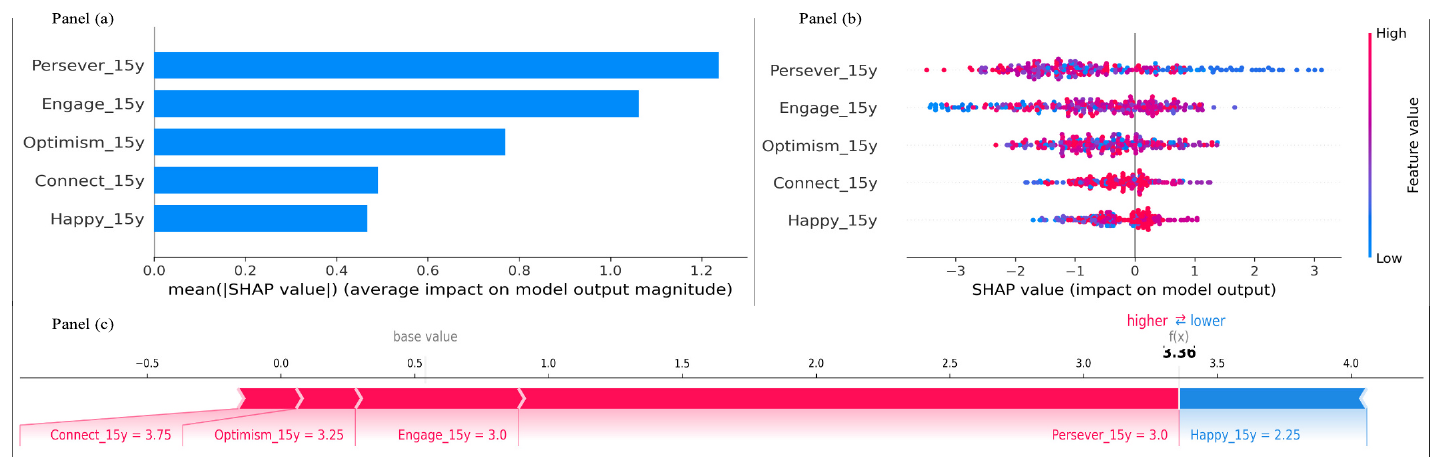 Panel (a)
Persever_15y
Engage_15y
Optimism_15y
Connect_15y
Happy_15y
0.0 0.2 0.4 0.6 0.8 1.0 1.2
mean(|SHAP value|) (average impact on model output magnitude)
Panel (b)
High
Persever_15y
Engage_15y
Optimism_15y
Connect_15y
Happy_15y
Low
Feature value
−3 −2 −1 0 1 2 3
SHAP value (impact on model output)
Panel (c)
higher ⇄ lower
base value
f(x)
3.36
−0.5 0.0 0.5 1.0 1.5 2.0 2.5 3.0 3.5 4.0
Connect_15y = 3.75 Optimism_15y = 3.25 Engage_15y = 3.0 Persever_15y = 3.0 Happy_15y = 2.25